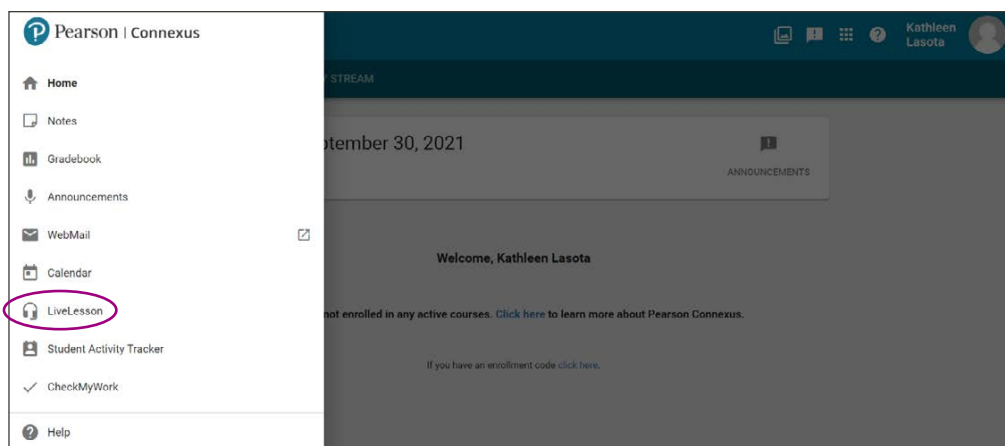 Pearson | Connexus
Home
Notes
Gradebook
Announcements
WebMail
Calendar
LiveLesson
Student Activity Tracker
CheckMyWork
Help
Kathleen
Lasota
STREAM
September 30, 2021
ANNOUNCEMENTS
Welcome, Kathleen Lasota
not enrolled in any active courses. Click here to learn more about Pearson Connexus.
If you have an enrollment code click here.